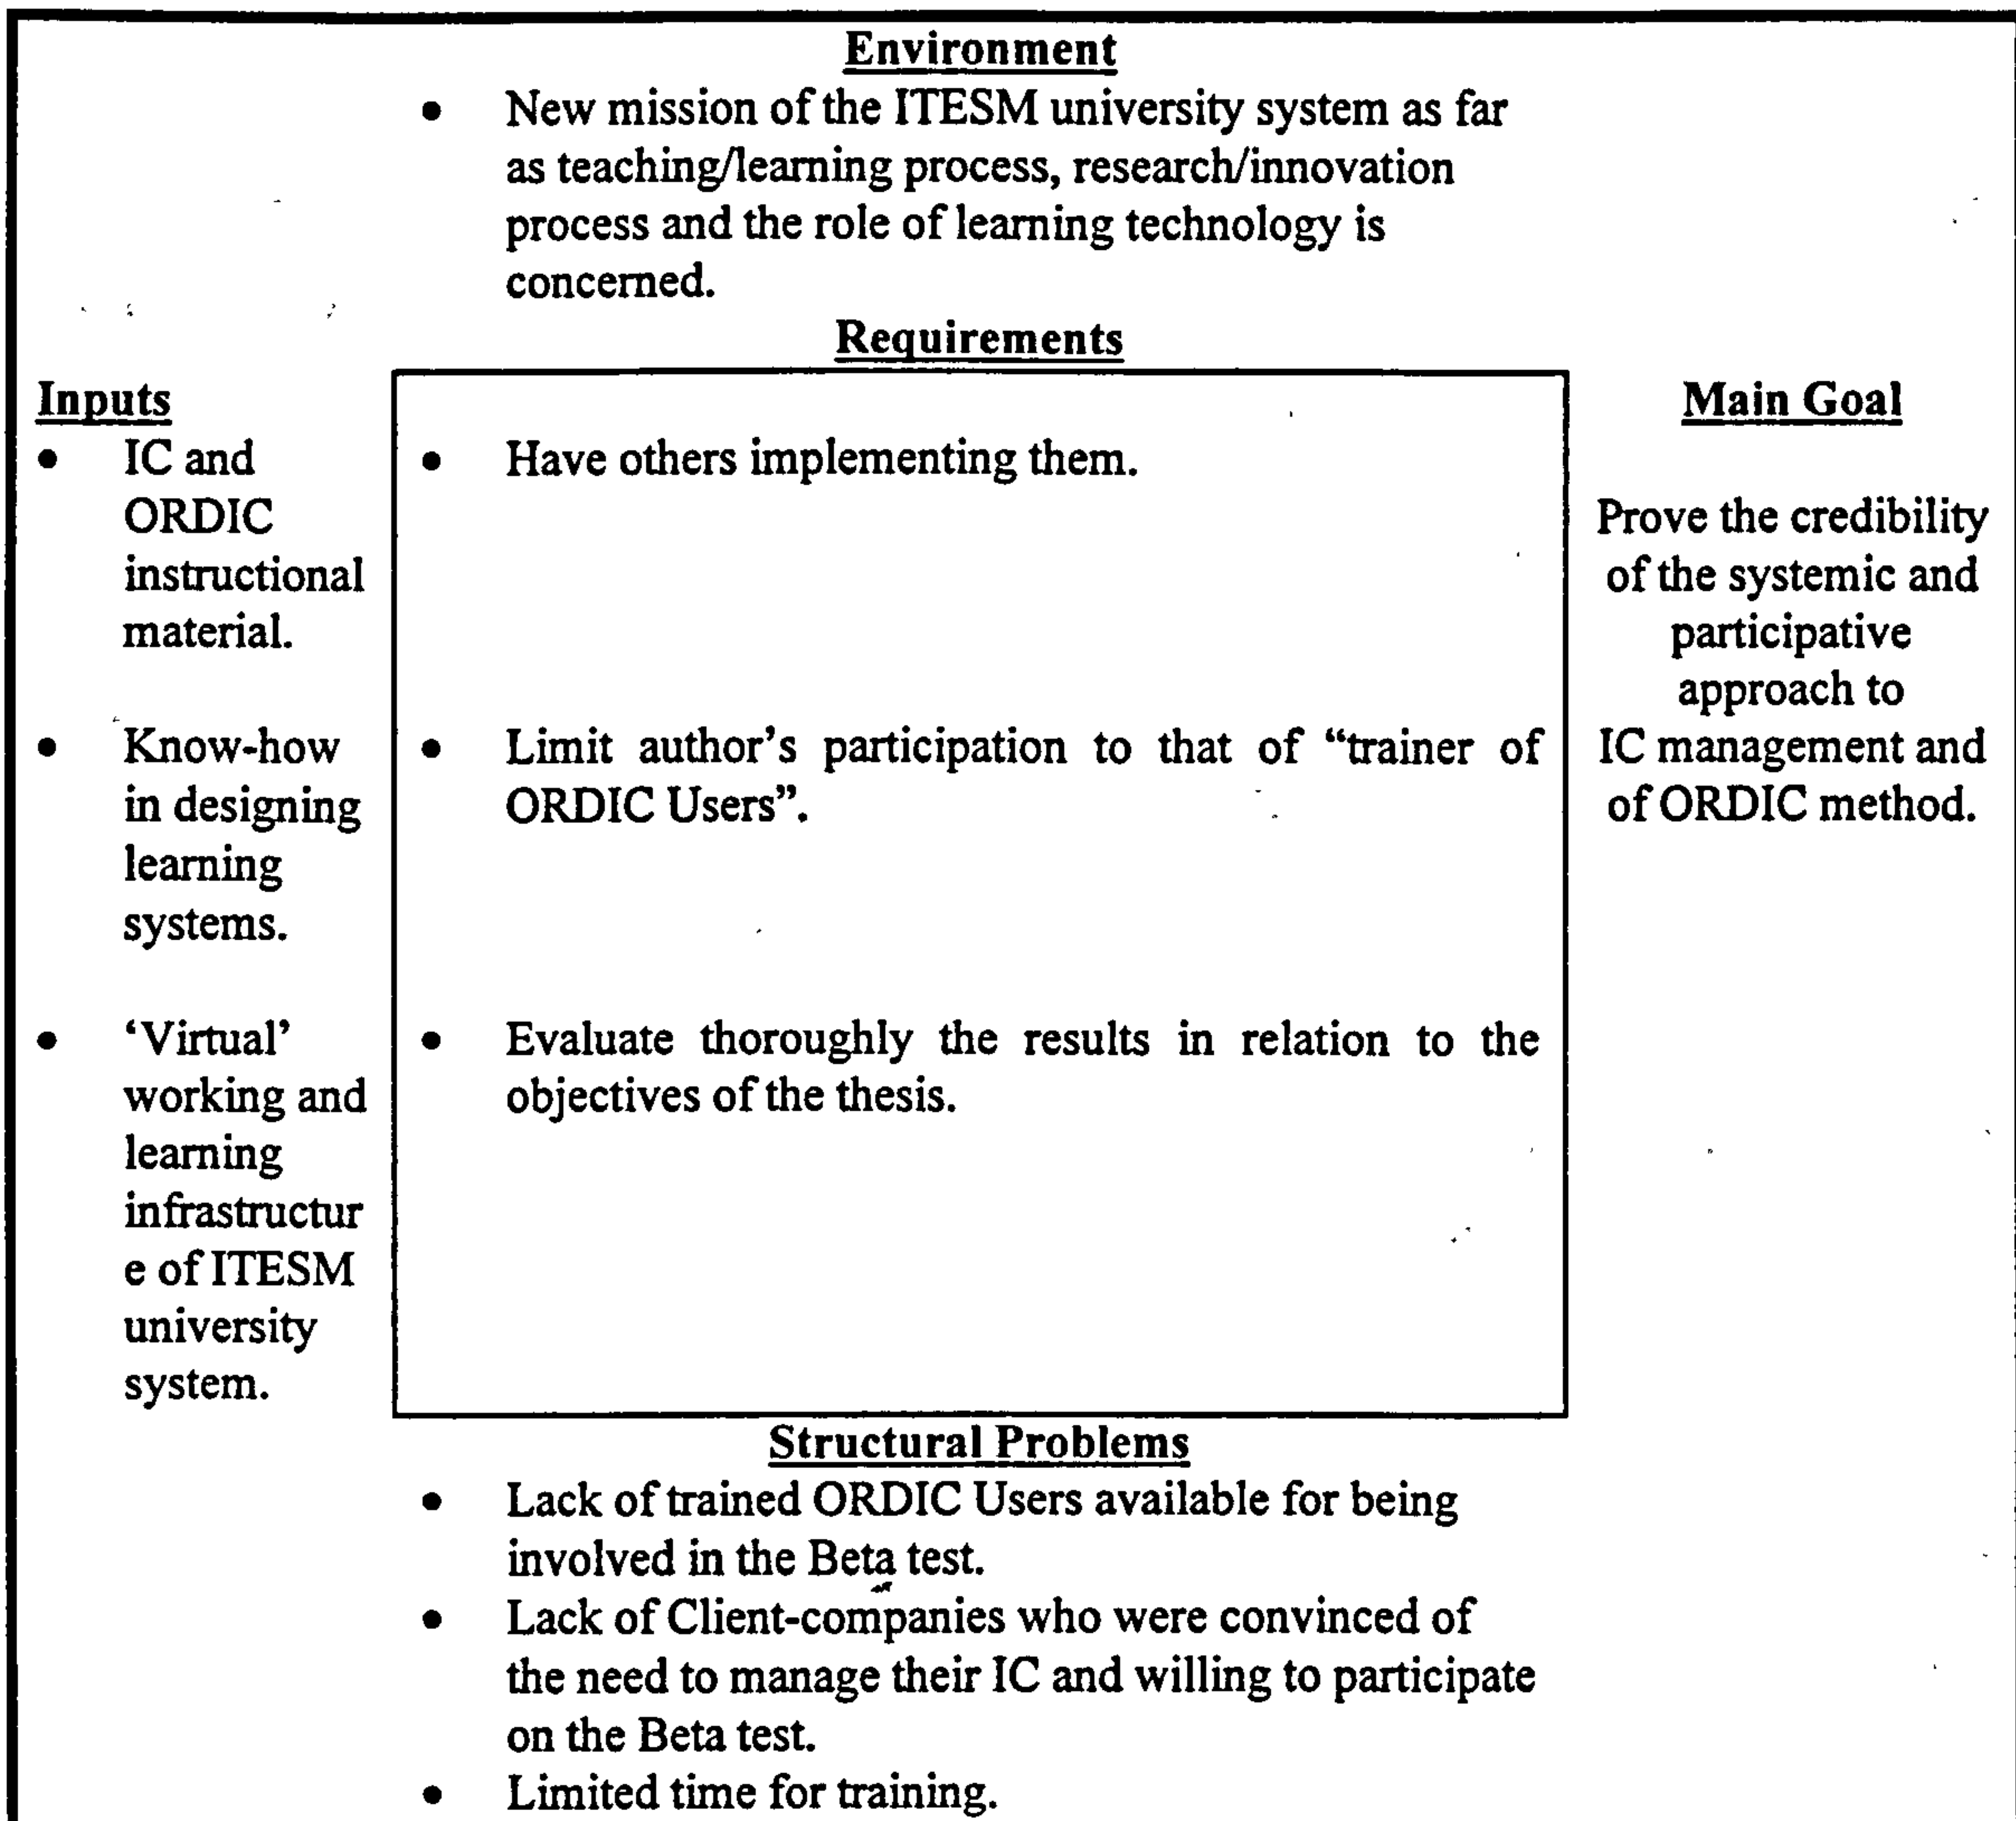 Environment
• New mission of the ITESM university system as far
as teaching/learning process, research/innovation
process and the role of learning technology is
concerned.
Requirements
Inputs
• IC and
ORDIC
instructional
material.
• Know-how
in designing
learning
systems.
• ‘Virtual’
working and
learning
infrastructur
e of ITESM
university
system.
• Have others implementing them.
• Limit author’s participation to that of “trainer of
ORDIC Users”.
• Evaluate thoroughly the results in relation to the
objectives of the thesis.
Main Goal
Prove the credibility
of the systemic and
participative
approach to
IC management and
of ORDIC method.
Structural Problems
• Lack of trained ORDIC Users available for being
involved in the Beta test.
• Lack of Client-companies who were convinced of
the need to manage their IC and willing to participate
on the Beta test.
• Limited time for training.